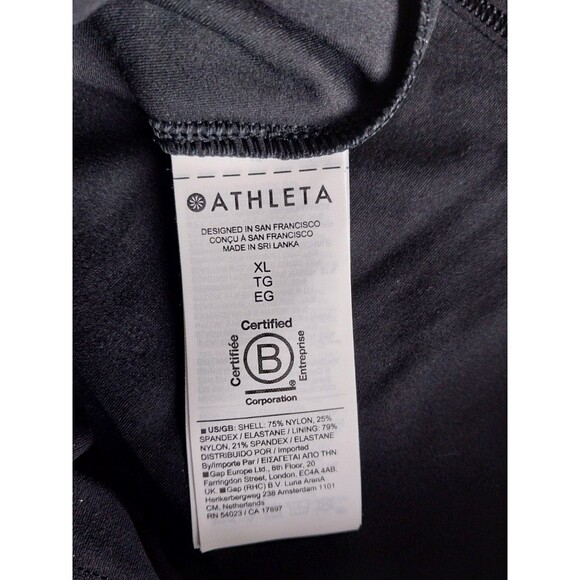 ATHLETA
DESIGNED IN SAN FRANCISCO
CONÇU À SAN FRANCISCO
MADE IN SRI LANKA
XL
TG
EG
Certified
Certifiée
B
Entreprise
®
Corporation
■ US/GB: SHELL: 75% NYLON, 25%
SPANDEX / ELASTANE / LINING: 79%
NYLON, 21% SPANDEX / ELASTANE
DISTRIBUIDO POR / Imported
By/Importe Par / ΕΙΣΑΓΕΤΑΙ ΑΠΟ
■ Gap Europe Ltd., 6th Floor, 20
Farringdon Street, London, EC4A 4AB.
UK. ■ Gap (RHC) B.V. Luna ArenA
Herikerbergweg 238 Amsterdam 1101
CM, Netherlands
RN 54023 / CA 17897